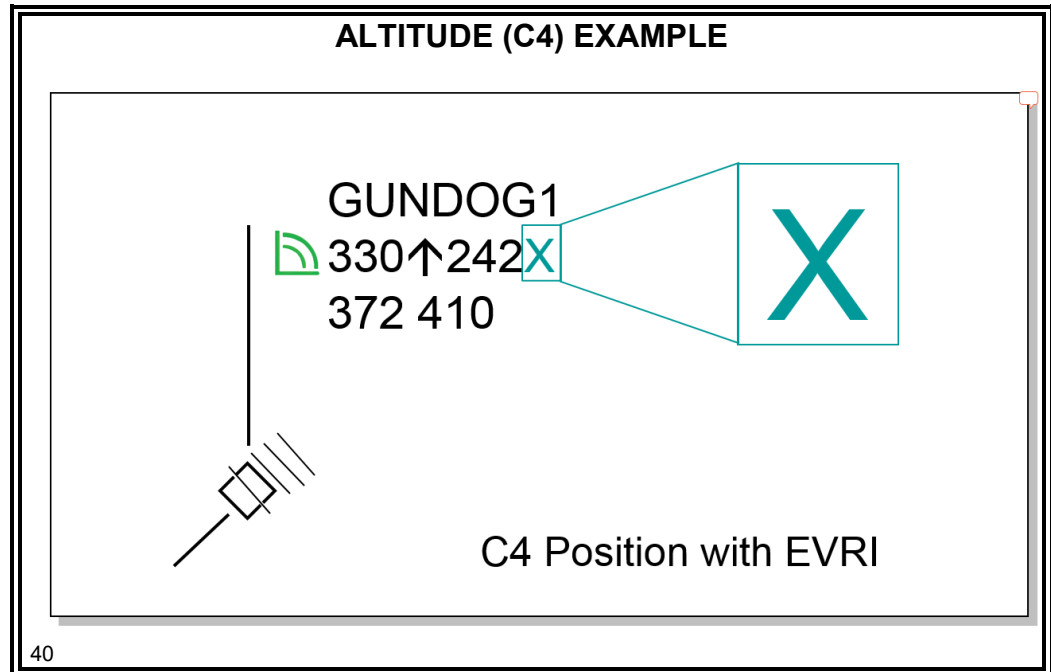 ALTITUDE (C4) EXAMPLE
GUNDOG1
330↑242X
X
372 410
C4 Position with EVRI
40